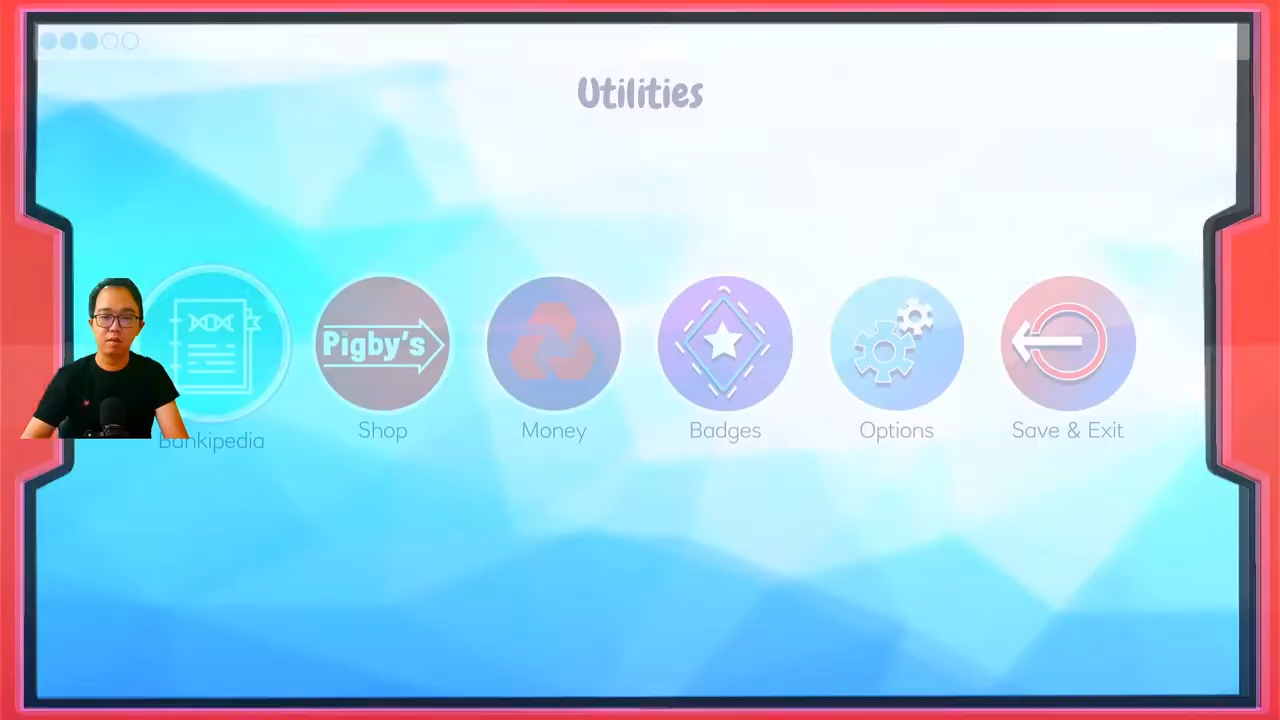 Utilities
Pigby's
Bankipedia
Shop
Money
Badges
Options
Save & Exit